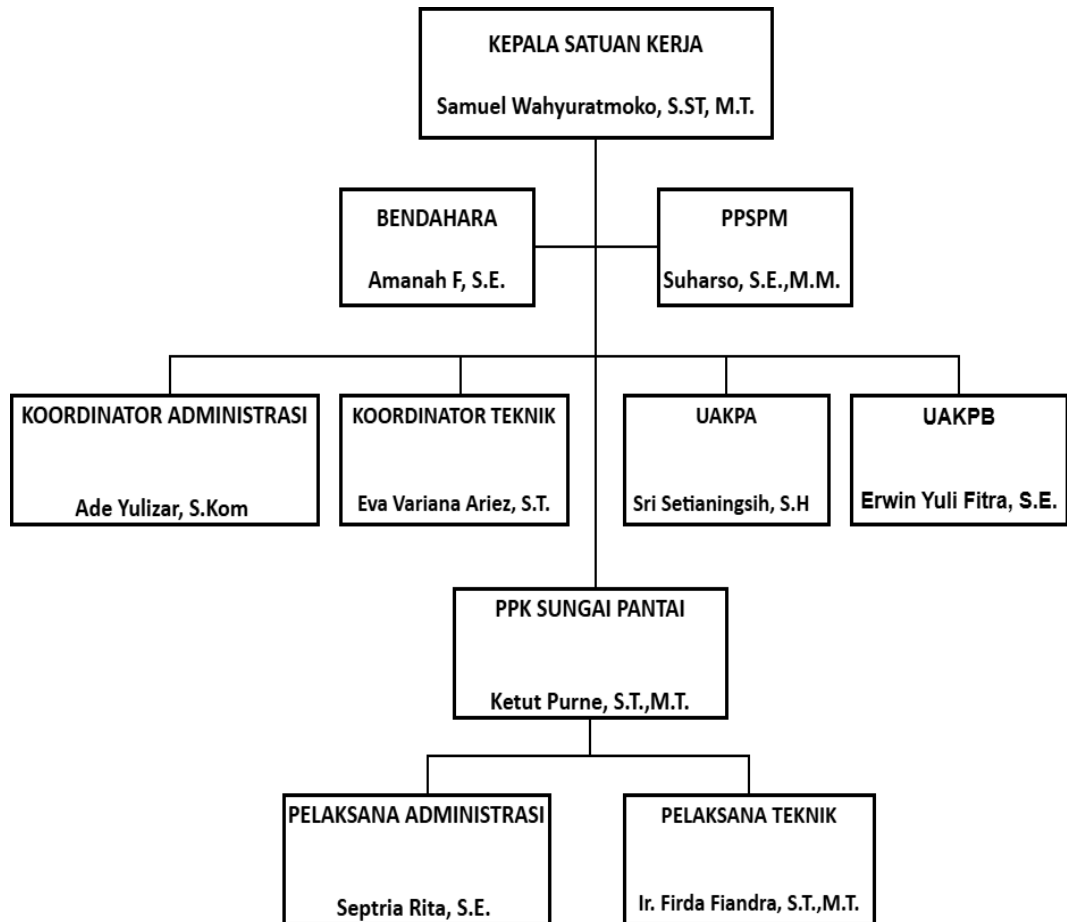 KEPALA SATUAN KERJA
Samuel Wahyuratmoko, S.ST, M.T.
BENDAHARA
Amanah F, S.E.
PPSPM
Suharso, S.E.,M.M.
KOORDINATOR ADMINISTRASI
Ade Yulizar, S.Kom
KOORDINATOR TEKNIK
Eva Variana Ariez, S.T.
UAKPA
Sri Setianingsih, S.H
UAKPB
Erwin Yuli Fitra, S.E.
PPK SUNGAI PANTAI
Ketut Purne, S.T.,M.T.
PELAKSANA ADMINISTRASI
Septria Rita, S.E.
PELAKSANA TEKNIK
Ir. Firda Fiandra, S.T.,M.T.